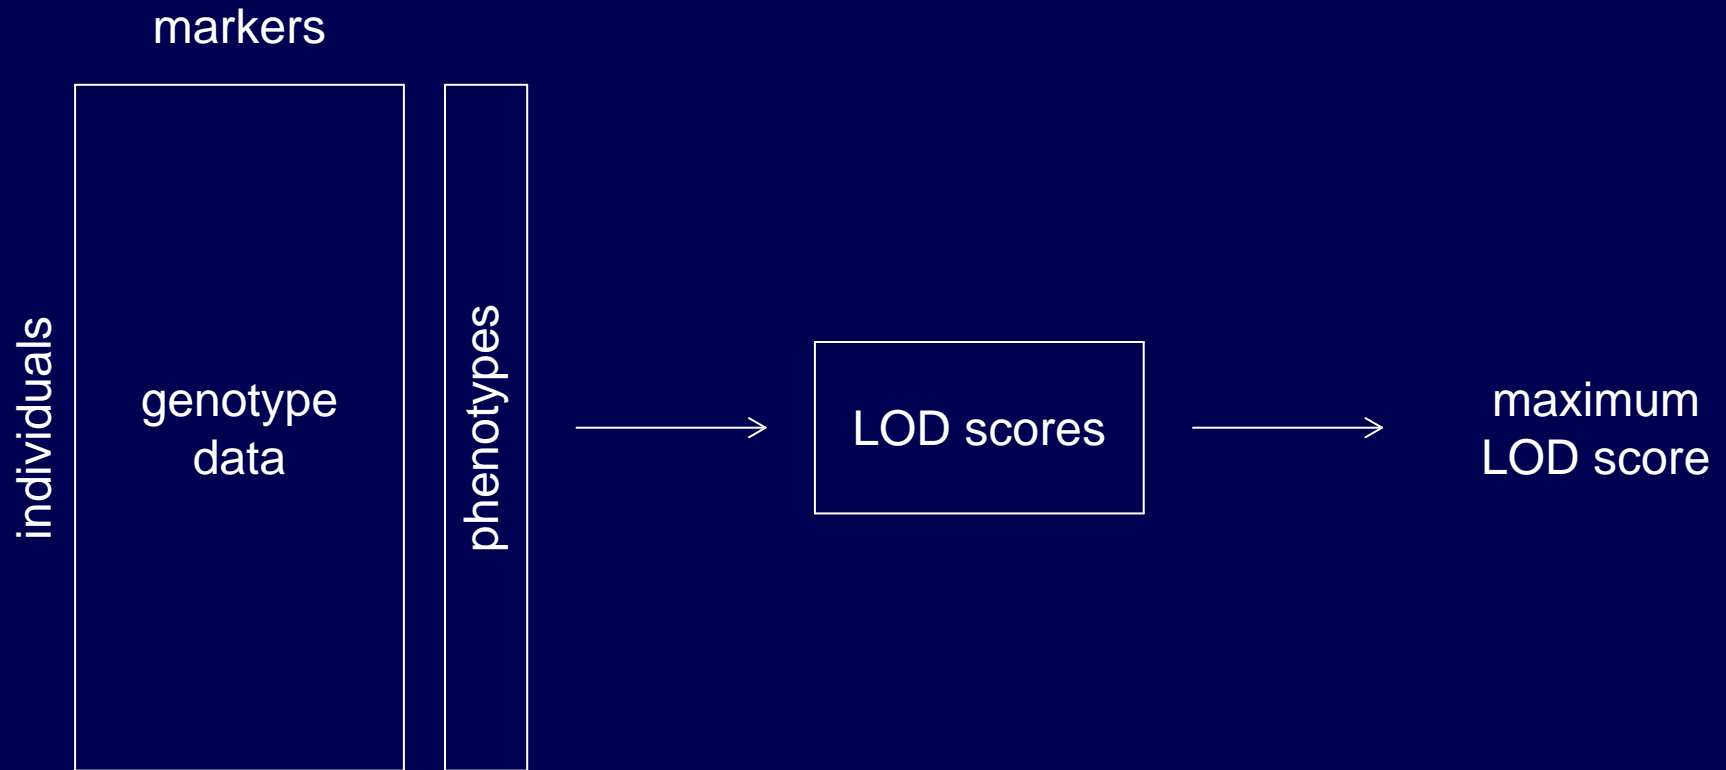 markers
individuals
genotype
data
phenotypes
LOD scores
maximum
LOD score